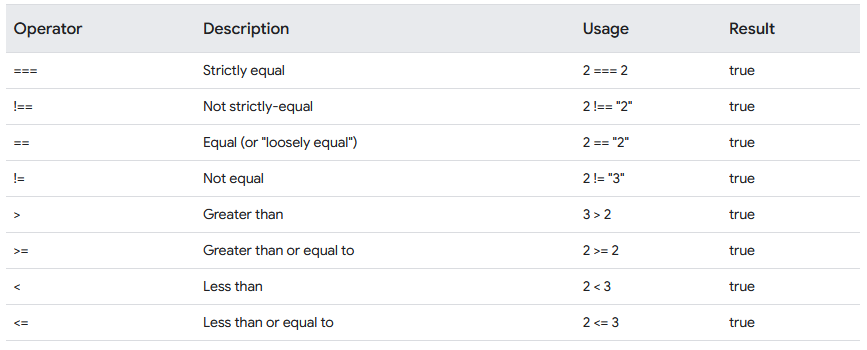 Operator Description Usage Result
=== Strictly equal 2 === 2 true
!== Not strictly-equal 2 !== "2" true
== Equal (or "loosely equal") 2 == "2" true
!= Not equal 2 != "3" true
> Greater than 3 > 2 true
>= Greater than or equal to 2 >= 2 true
< Less than 2 < 3 true
<= Less than or equal to 2 <= 3 true